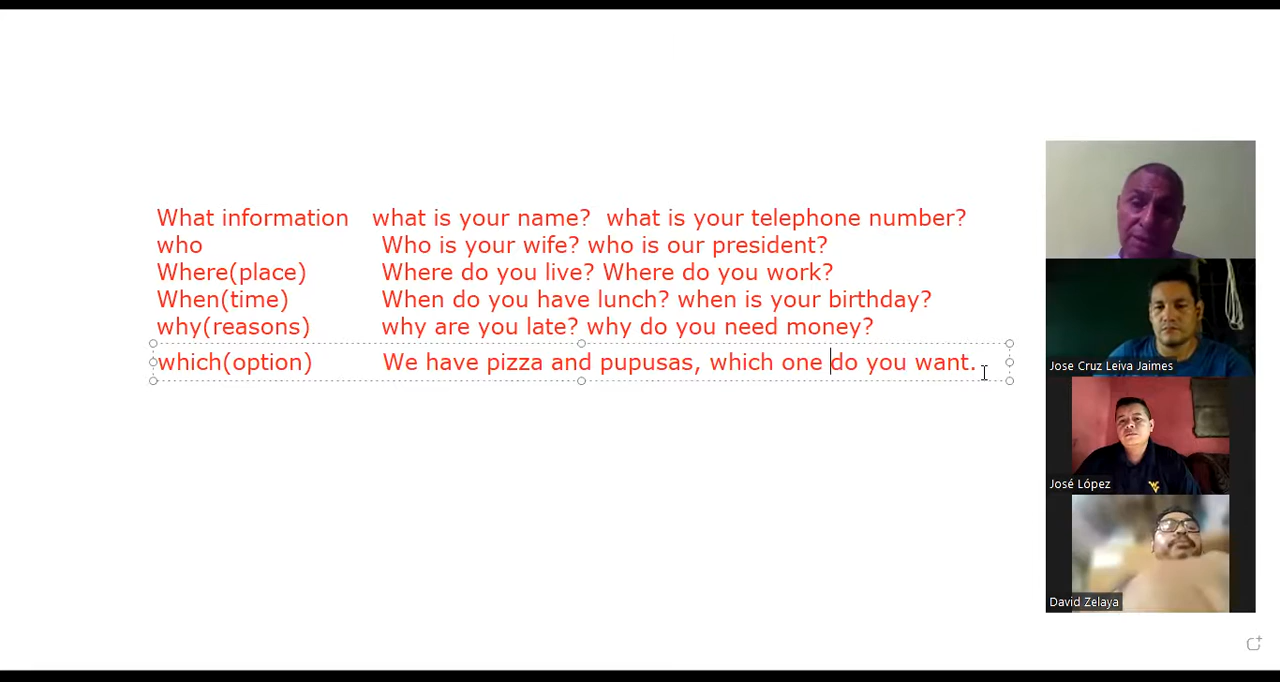 What information what is your name? what is your telephone number?
who Who is your wife? who is our president?
Where(place) Where do you live? Where do you work?
When(time) When do you have lunch? when is your birthday?
why(reasons) why are you late? why do you need money?
which(option) We have pizza and pupusas, which one do you want.
Jose Cruz Leiva Jaimes
José López
David Zelaya